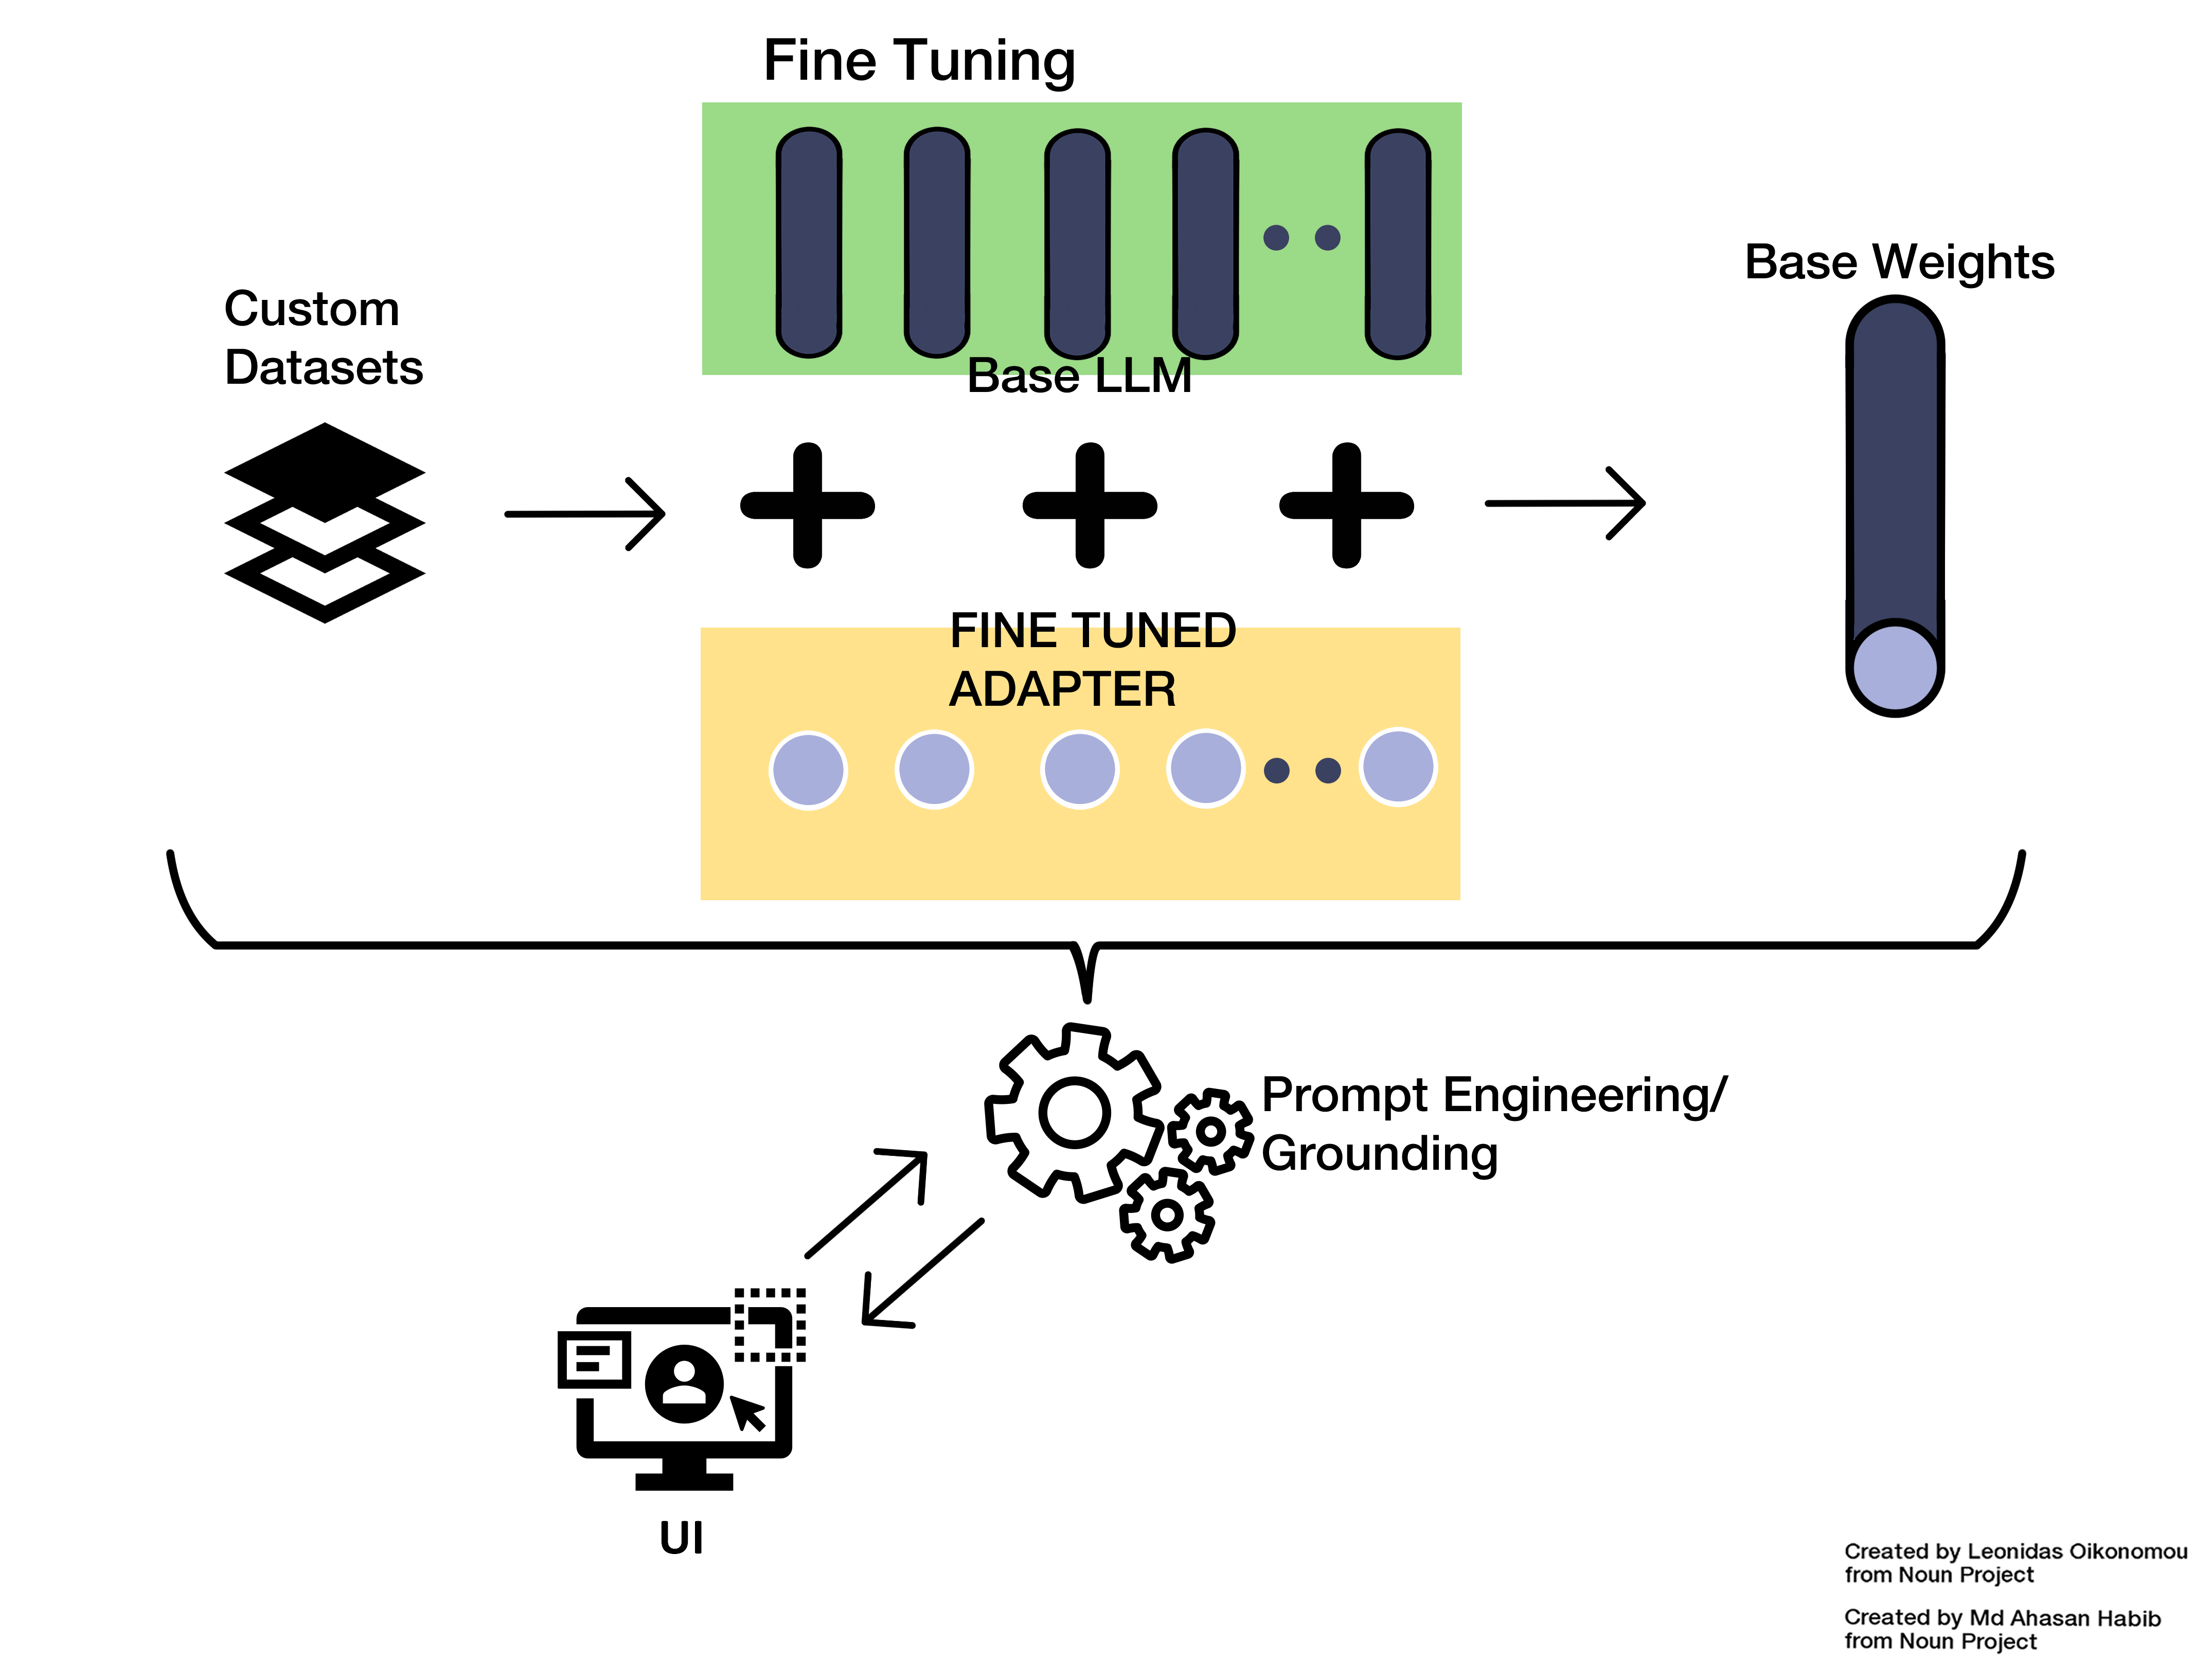 Fine Tuning
Base LLM
Custom
Datasets
Base Weights
FINE TUNED
ADAPTER
Prompt Engineering/
Grounding
UI
Created by Leonidas Oikonomou
from Noun Project
Created by Md Ahasan Habib
from Noun Project